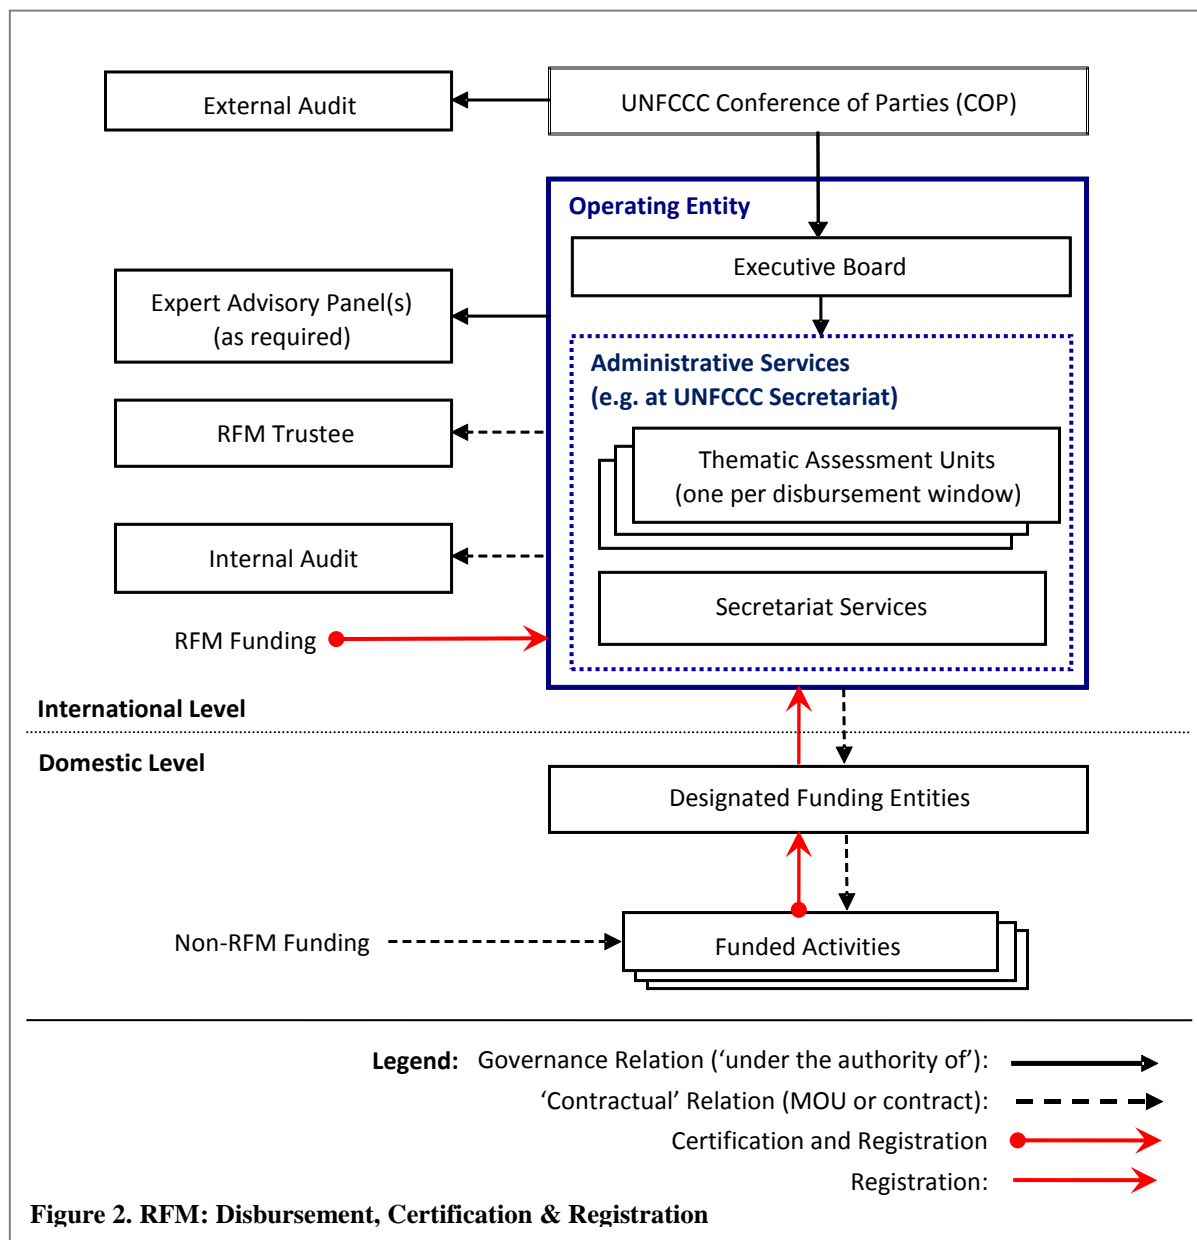 External Audit
UNFCCC Conference of Parties (COP)
Operating Entity
Executive Board
Expert Advisory Panel(s)
(as required)
Administrative Services
(e.g. at UNFCCC Secretariat)
RFM Trustee
Thematic Assessment Units
(one per disbursement window)
Internal Audit
Secretariat Services
RFM Funding
International Level
Domestic Level
Designated Funding Entities
Non-RFM Funding
Funded Activities
Legend: Governance Relation (‘under the authority of’):
‘Contractual’ Relation (MOU or contract):
Certification and Registration
Registration:
Figure 2. RFM: Disbursement, Certification & Registration